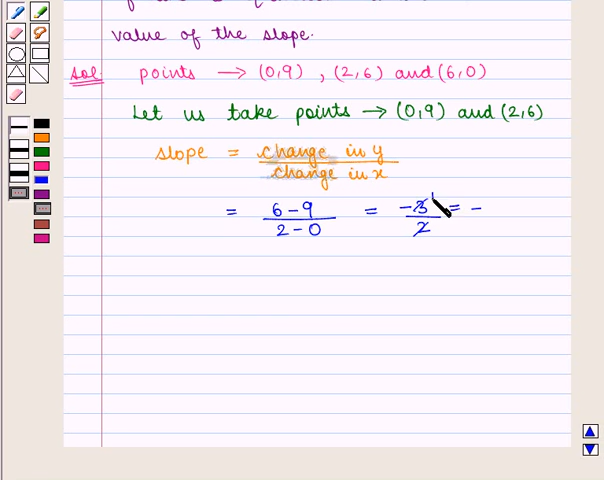 value of the slope.
Sol. points → (0,9) , (2,6) and (6,0)
Let us take points → (0,9) and (2,6)
slope = change in y / change in x
= 6-9 / 2-0 = -3 / 2 = -